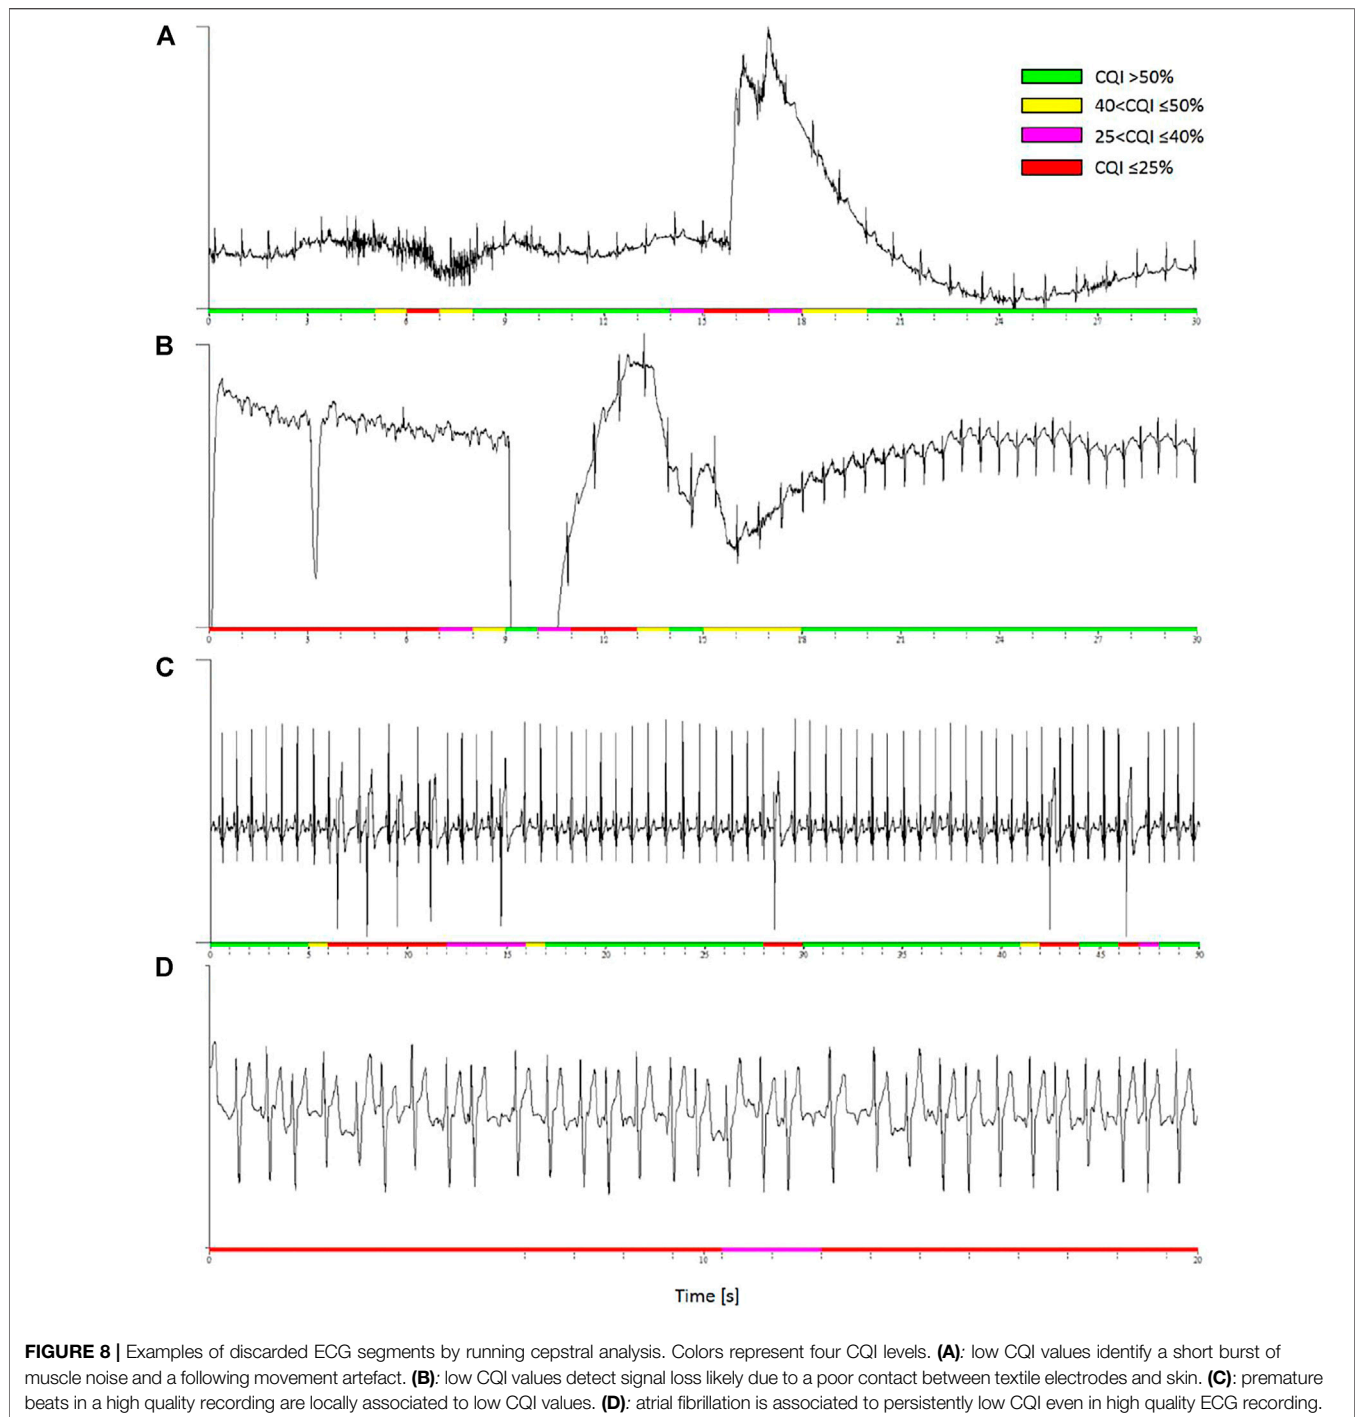 A
CQI >50%
40<CQI ≤50%
25<CQI ≤40%
CQI ≤25%
0 3 6 9 12 15 18 21 24 27 30
B
0 3 6 9 12 15 18 21 24 27 30
C
0 5 10 15 20 25 30 35 40 45 50
D
0 10 20
Time [s]
FIGURE 8 | Examples of discarded ECG segments by running cepstral analysis. Colors represent four CQI levels. (A): low CQI values identify a short burst of
muscle noise and a following movement artefact. (B): low CQI values detect signal loss likely due to a poor contact between textile electrodes and skin. (C): premature
beats in a high quality recording are locally associated to low CQI values. (D): atrial fibrillation is associated to persistently low CQI even in high quality ECG recording.